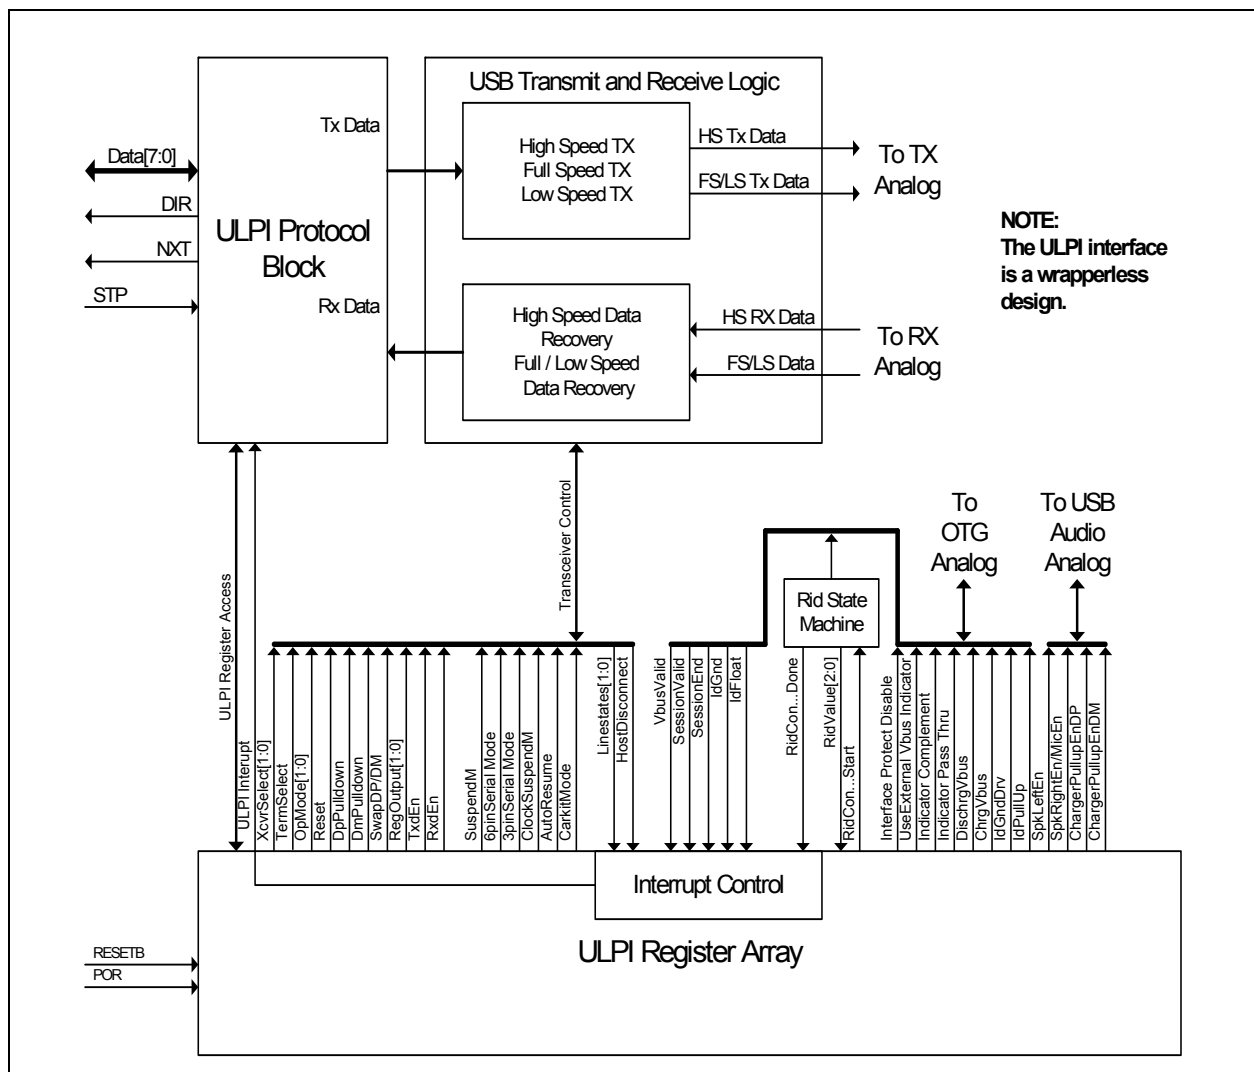 USB Transmit and Receive Logic
Tx Data
High Speed TX
Full Speed TX
Low Speed TX
HS Tx Data
FS/LS Tx Data
To TX
Analog
Data[7:0]
DIR
NXT
STP
ULPI Protocol
Block
Rx Data
High Speed Data
Recovery
Full / Low Speed
Data Recovery
HS RX Data
FS/LS Data
To RX
Analog
NOTE:
The ULPI interface
is a wrapperless
design.
ULPI Register Access
ULPI Interupt
Transceiver Control
XcvrSelect[1:0]
TermSelect
OpMode[1:0]
Reset
DpPulldown
DmPulldown
SwapDP/DM
RegOutput[1:0]
TxdEn
RxdEn
SuspendM
6pinSerial Mode
3pinSerial Mode
ClockSuspendM
AutoResume
CarkitMode
Linestates[1:0]
HostDisconnect
VbusValid
SessionValid
SessionEnd
IdGnd
IdFloat
Rid State
Machine
RidCon...Done
RidValue[2:0]
RidCon...Start
To
OTG
Analog
To USB
Audio
Analog
Interface Protect Disable
UseExternal Vbus Indicator
Indicator Complement
Indicator Pass Thru
DischrgVbus
ChrgVbus
IdGndDrv
IdPullUp
SpkLeftEn
SpkRightEn/MicEn
ChargerPullupEnDP
ChargerPullupEnDM
Interrupt Control
ULPI Register Array
RESETB
POR